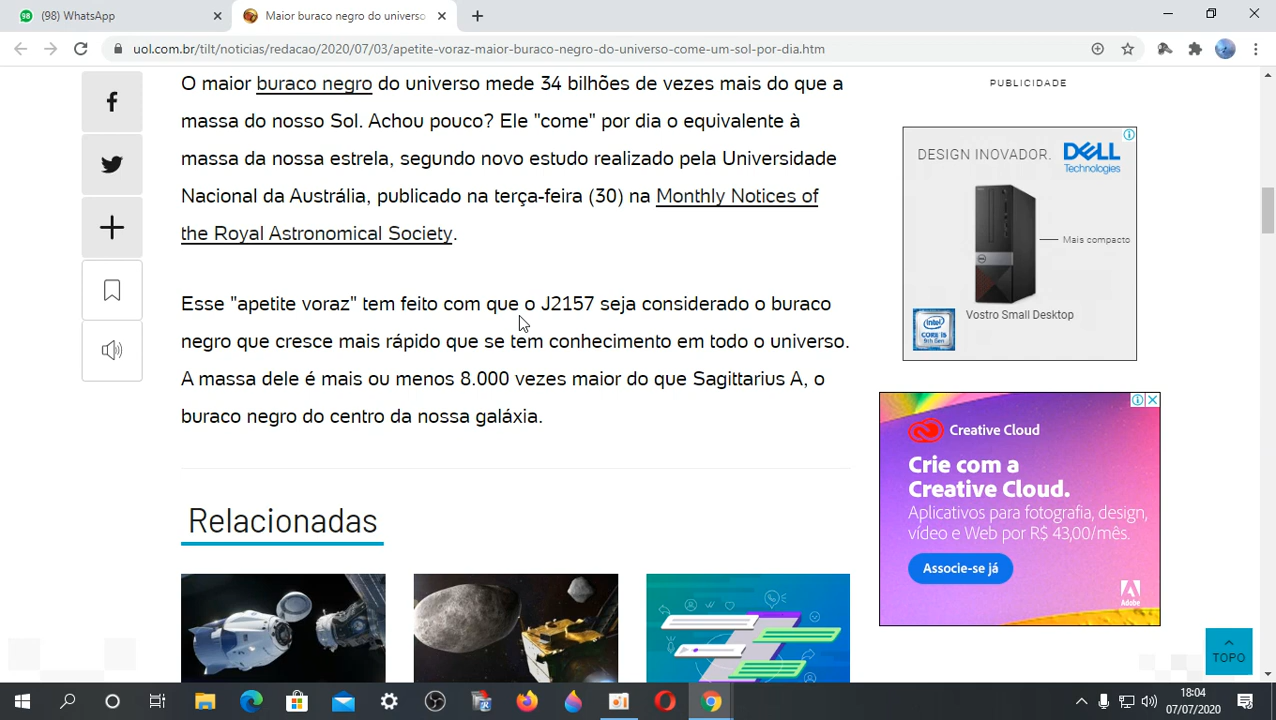 (98) WhatsApp
Maior buraco negro do universo
uol.com.br/tilt/noticias/redacao/2020/07/03/apetite-voraz-maior-buraco-negro-do-universo-come-um-sol-por-dia.htm
O maior buraco negro do universo mede 34 bilhões de vezes mais do que a
massa do nosso Sol. Achou pouco? Ele "come" por dia o equivalente à
massa da nossa estrela, segundo novo estudo realizado pela Universidade
Nacional da Austrália, publicado na terça-feira (30) na Monthly Notices of
the Royal Astronomical Society.
Esse "apetite voraz" tem feito com que o J2157 seja considerado o buraco
negro que cresce mais rápido que se tem conhecimento em todo o universo.
A massa dele é mais ou menos 8.000 vezes maior do que Sagittarius A, o
buraco negro do centro da nossa galáxia.
Relacionadas
PUBLICIDADE
DESIGN INOVADOR.
DELL
Technologies
Mais compacto
Vostro Small Desktop
intel
CORE i5
9th Gen
Creative Cloud
Crie com a
Creative Cloud.
Aplicativos para fotografia, design,
vídeo e Web por R$ 43,00/mês.
Associe-se já
Adobe
TOPO
18:04
07/07/2020